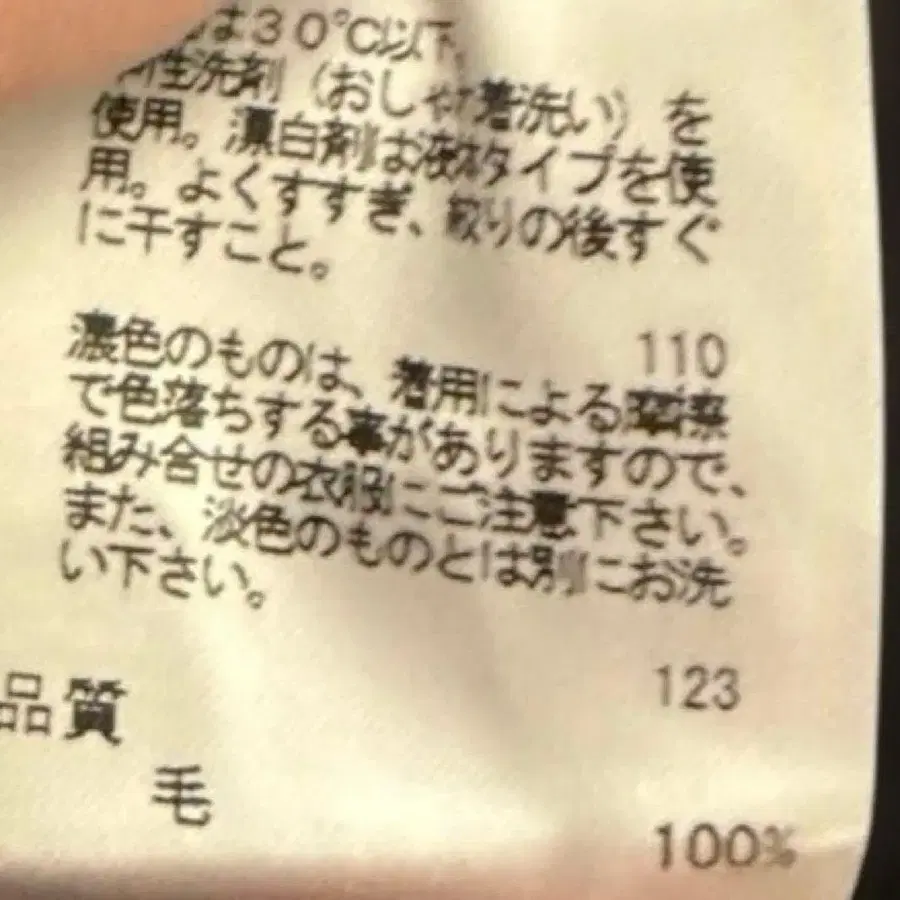 は30℃以下、
性洗剤（おしゃれ着洗い）を
使用。漂白剤は液体タイプを使
用。よくすすぎ、絞りの後すぐ
に干すこと。
110
濃色のものは、着用による摩擦
で色落ちする事がありますので、
組み合せの衣服にご注意下さい。
また、淡色のものとは別にお洗
い下さい。
123
品質
毛
100%